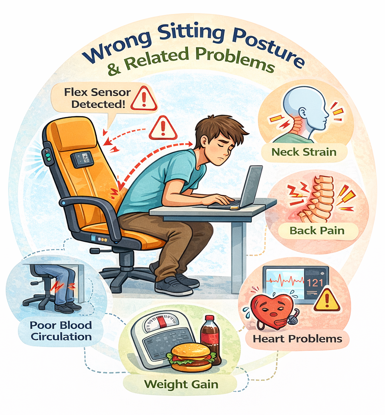 Wrong Sitting Posture
& Related Problems
Flex Sensor
Detected!
Neck Strain
Back Pain
121
Heart Problems
Poor Blood
Circulation
Weight Gain